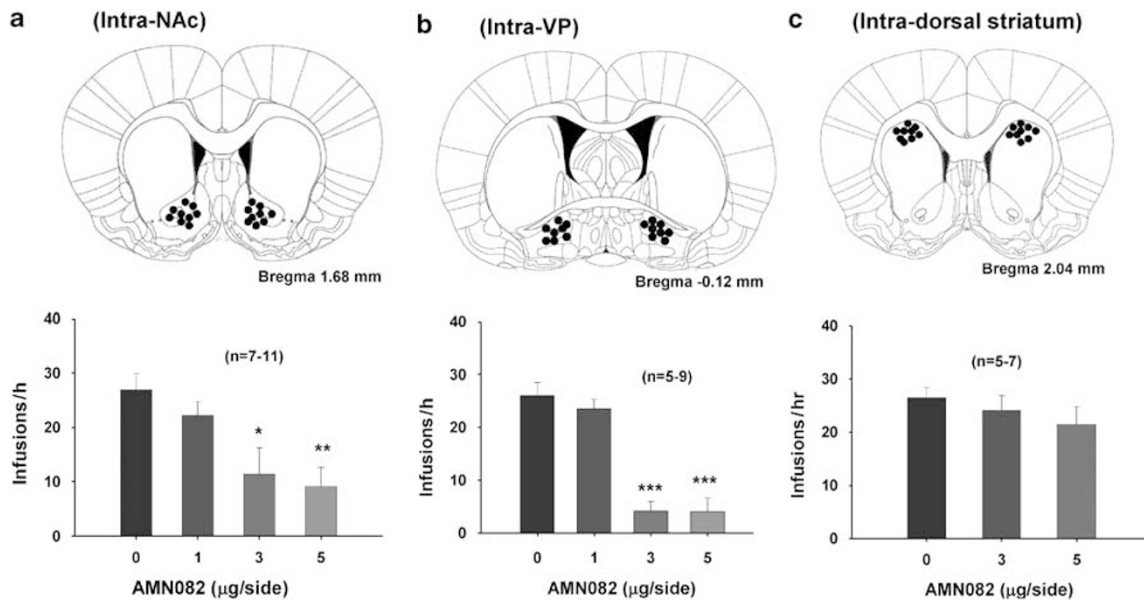 a
(Intra-NAc)
Bregma 1.68 mm
40
30
20
10
0
Infusions/h
(n=7-11)
*
**
0 1 3 5
AMN082 (μg/side)
b
(Intra-VP)
Bregma -0.12 mm
40
30
20
10
0
Infusions/h
(n=5-9)
*** ***
0 1 3 5
AMN082 (μg/side)
c
(Intra-dorsal striatum)
Bregma 2.04 mm
40
30
20
10
0
Infusions/hr
(n=5-7)
0 3 5
AMN082 (μg/side)